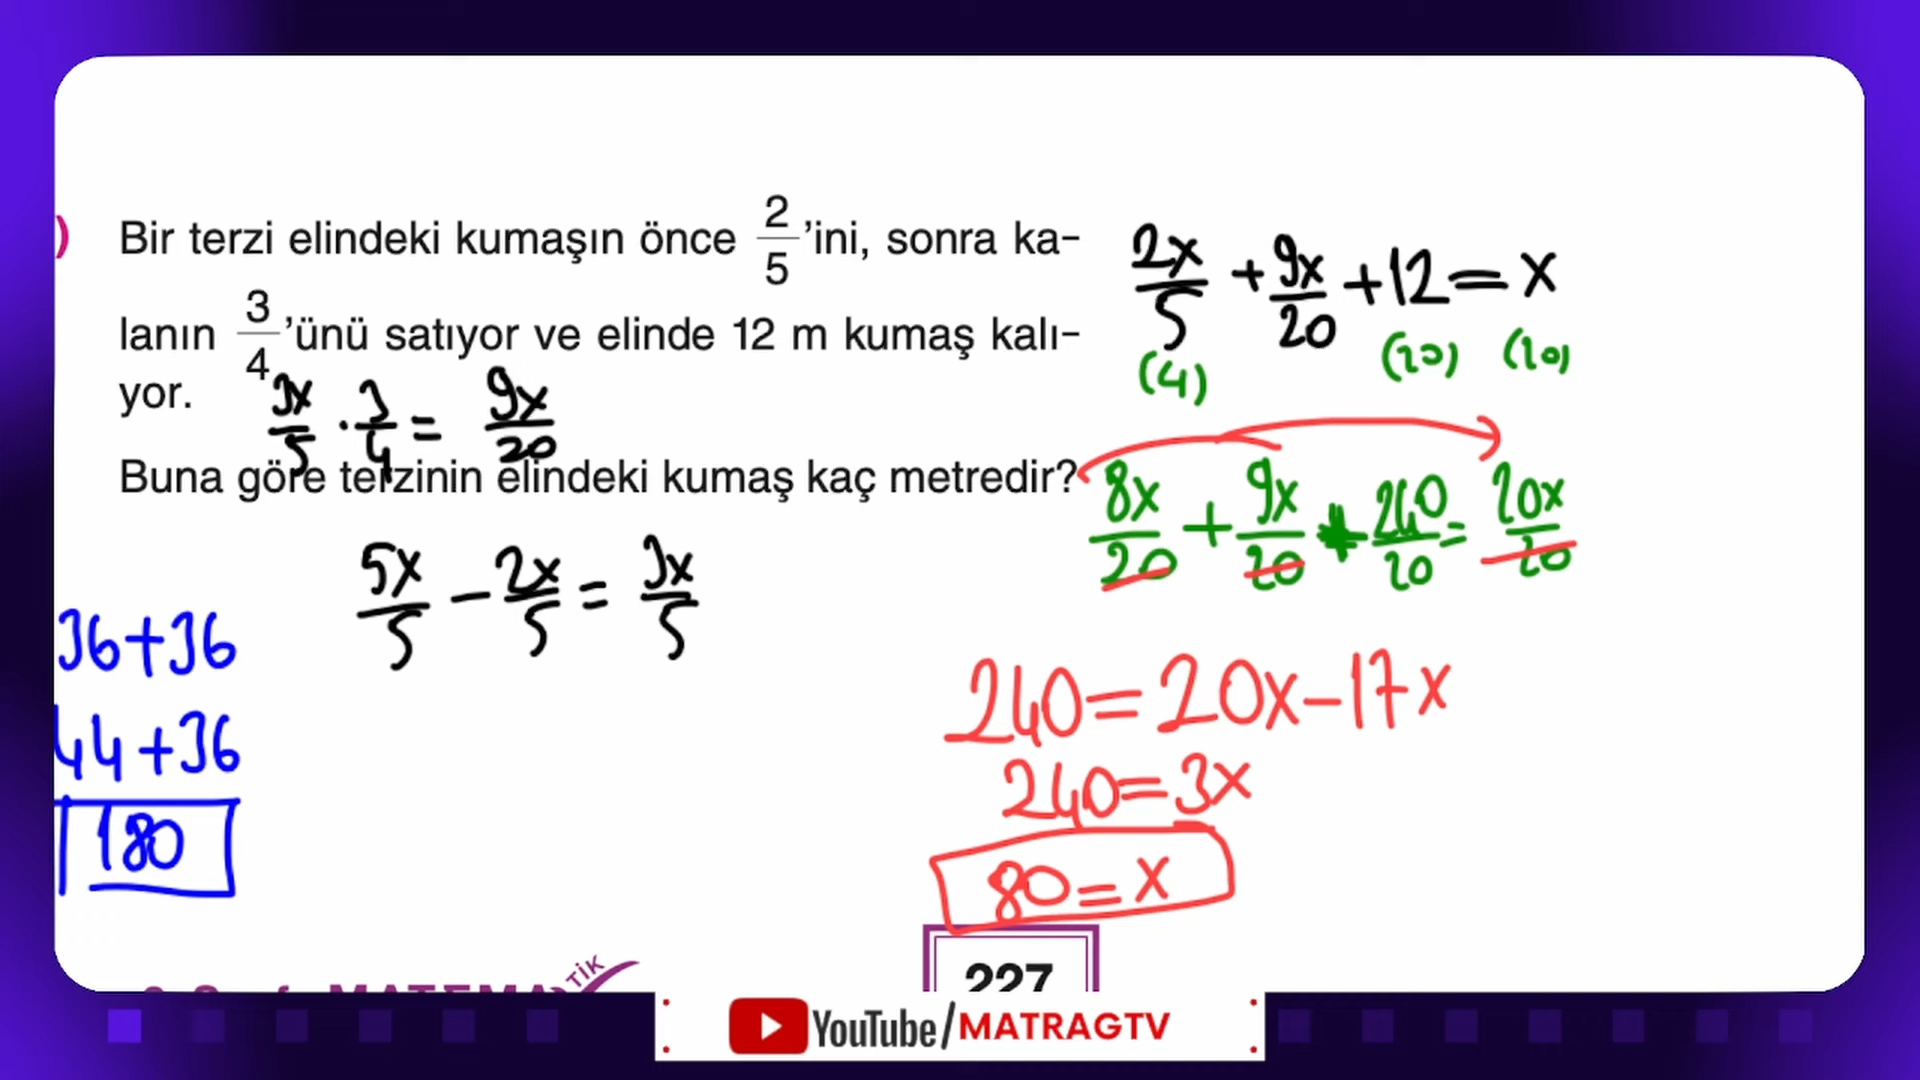 ) Bir terzi elindeki kumaşın önce 2/5 'ini, sonra ka-
lanın 3/4 'ünü satıyor ve elinde 12 m kumaş kalı-
yor.
3x/5 · 3/4 = 9x/20
Buna göre terzinin elindeki kumaş kaç metredir?
5x/5 - 2x/5 = 3x/5
36+36
44+36
180
2x/5 + 9x/20 + 12 = x
(4) (20) (20)
8x/20 + 9x/20 + 240/20 = 20x/20
240=20x-17x
240=3x
80=x
227
YouTube/MATRAGTV